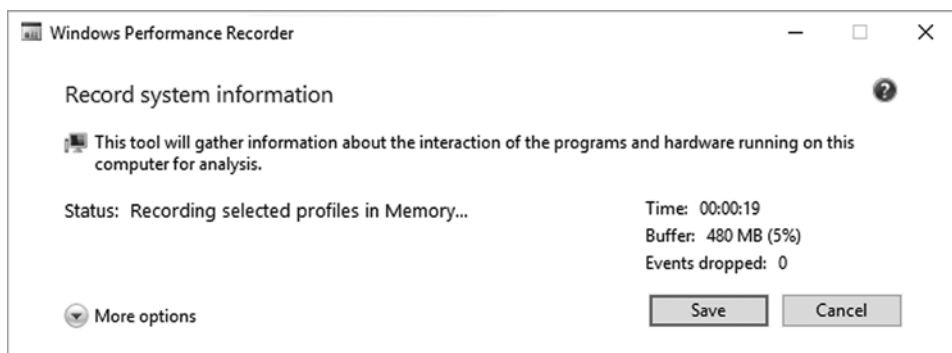 Windows Performance Recorder
Record system information
This tool will gather information about the interaction of the programs and hardware running on this
computer for analysis.
Status: Recording selected profiles in Memory...
Time: 00:00:19
Buffer: 480 MB (5%)
Events dropped: 0
More options
Save
Cancel